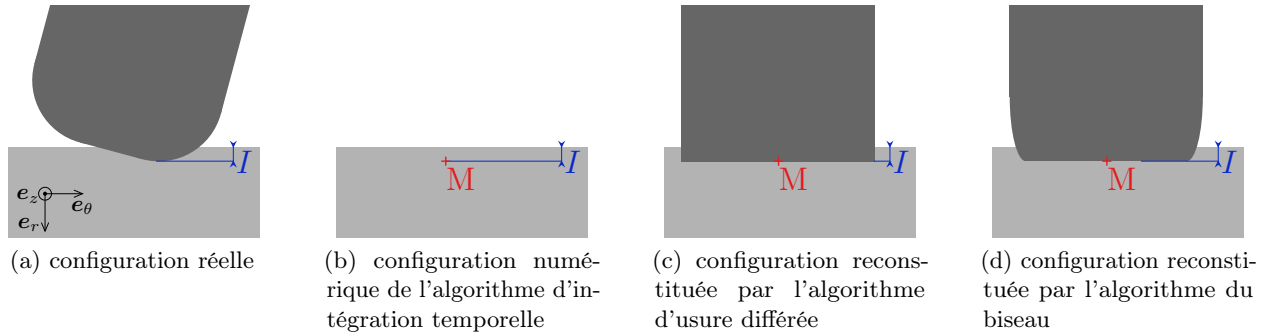 I
e_z
e_θ
e_r
M
I
M
I
M
I
(a) configuration réelle
(b) configuration numé-
rique de l'algorithme d'in-
tégration temporelle
(c) configuration recons-
tituée par l'algorithme
d'usure différée
(d) configuration reconsti-
tuée par l'algorithme du
biseau